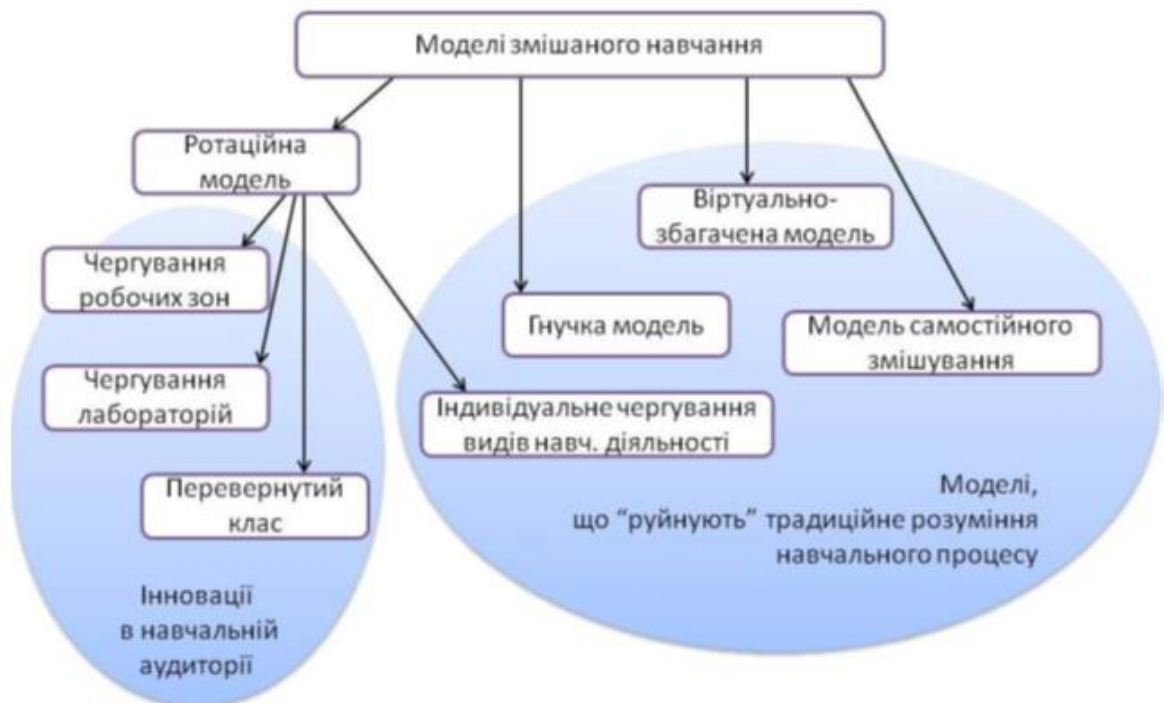 Моделі змішаного навчання
Ротаційна
модель
Віртуально-
збагачена модель
Чергування
робочих зон
Гнучка модель
Модель самостійного
змішування
Чергування
лабораторій
Індивідуальне чергування
видів навч. діяльності
Перевернутий
клас
Моделі,
що “руйнують” традиційне розуміння
навчального процесу
Інновації
в навчальній
аудиторії